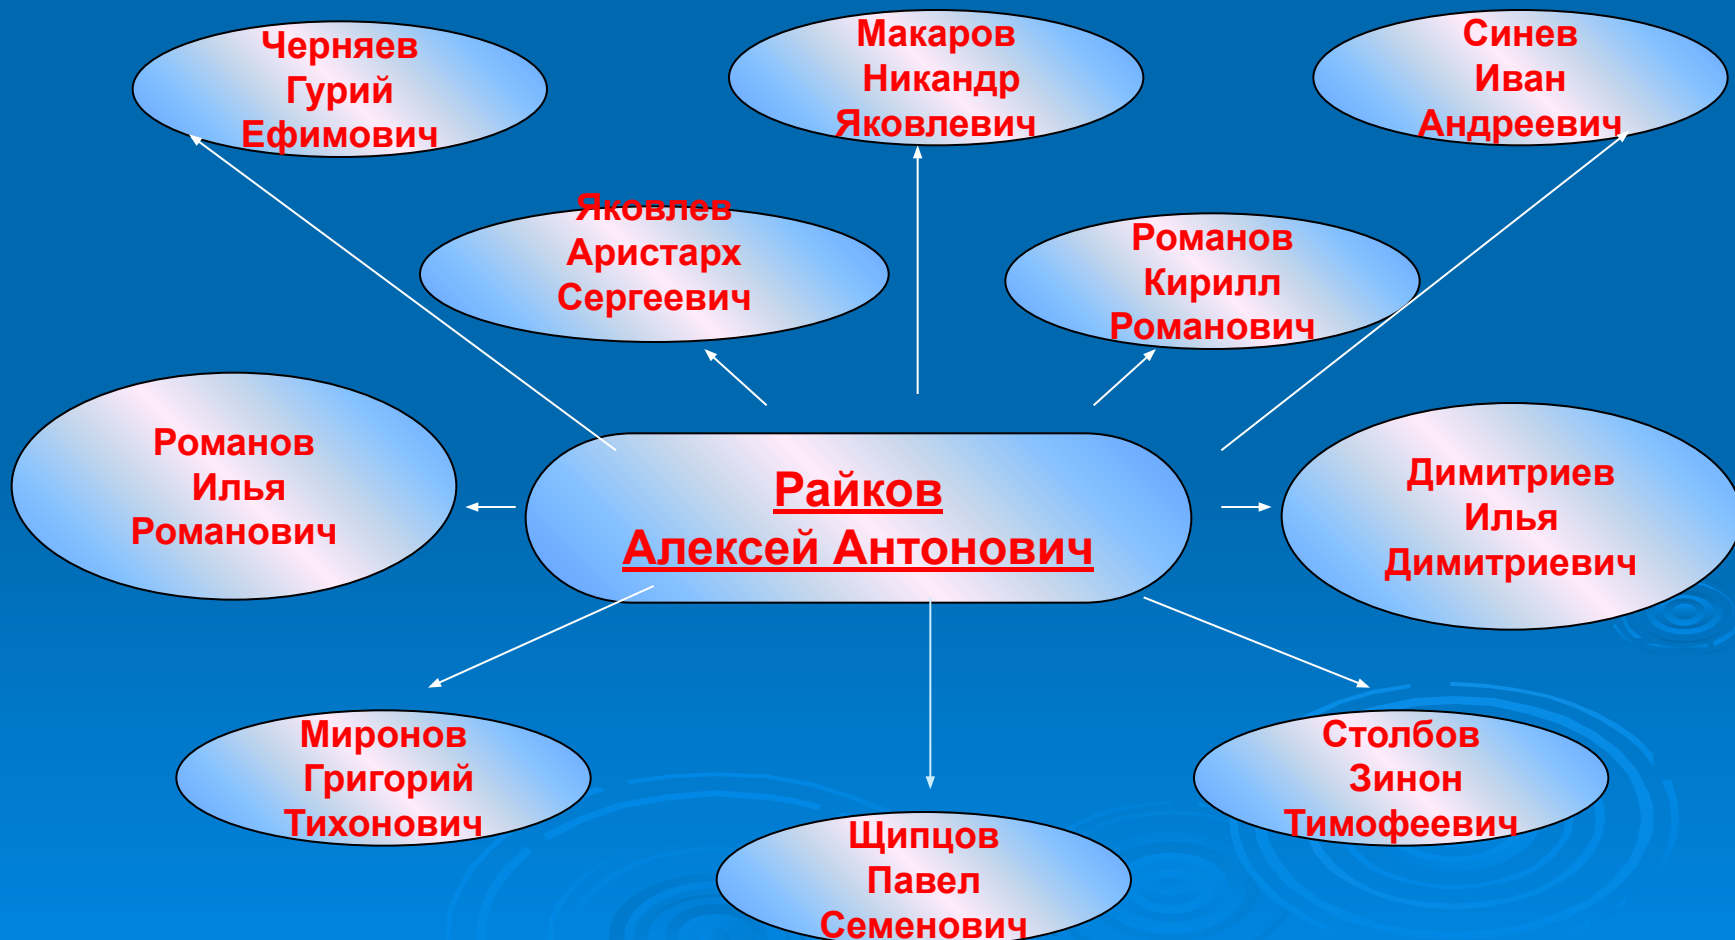 Черняев
Гурий
Ефимович
Макаров
Никандр
Яковлевич
Синев
Иван
Андреевич
Яковлев
Аристарх
Сергеевич
Романов
Кирилл
Романович
Романов
Илья
Романович
Райков
Алексей Антонович
Димитриев
Илья
Димитриевич
Миронов
Григорий
Тихонович
Щипцов
Павел
Семенович
Столбов
Зинон
Тимофеевич